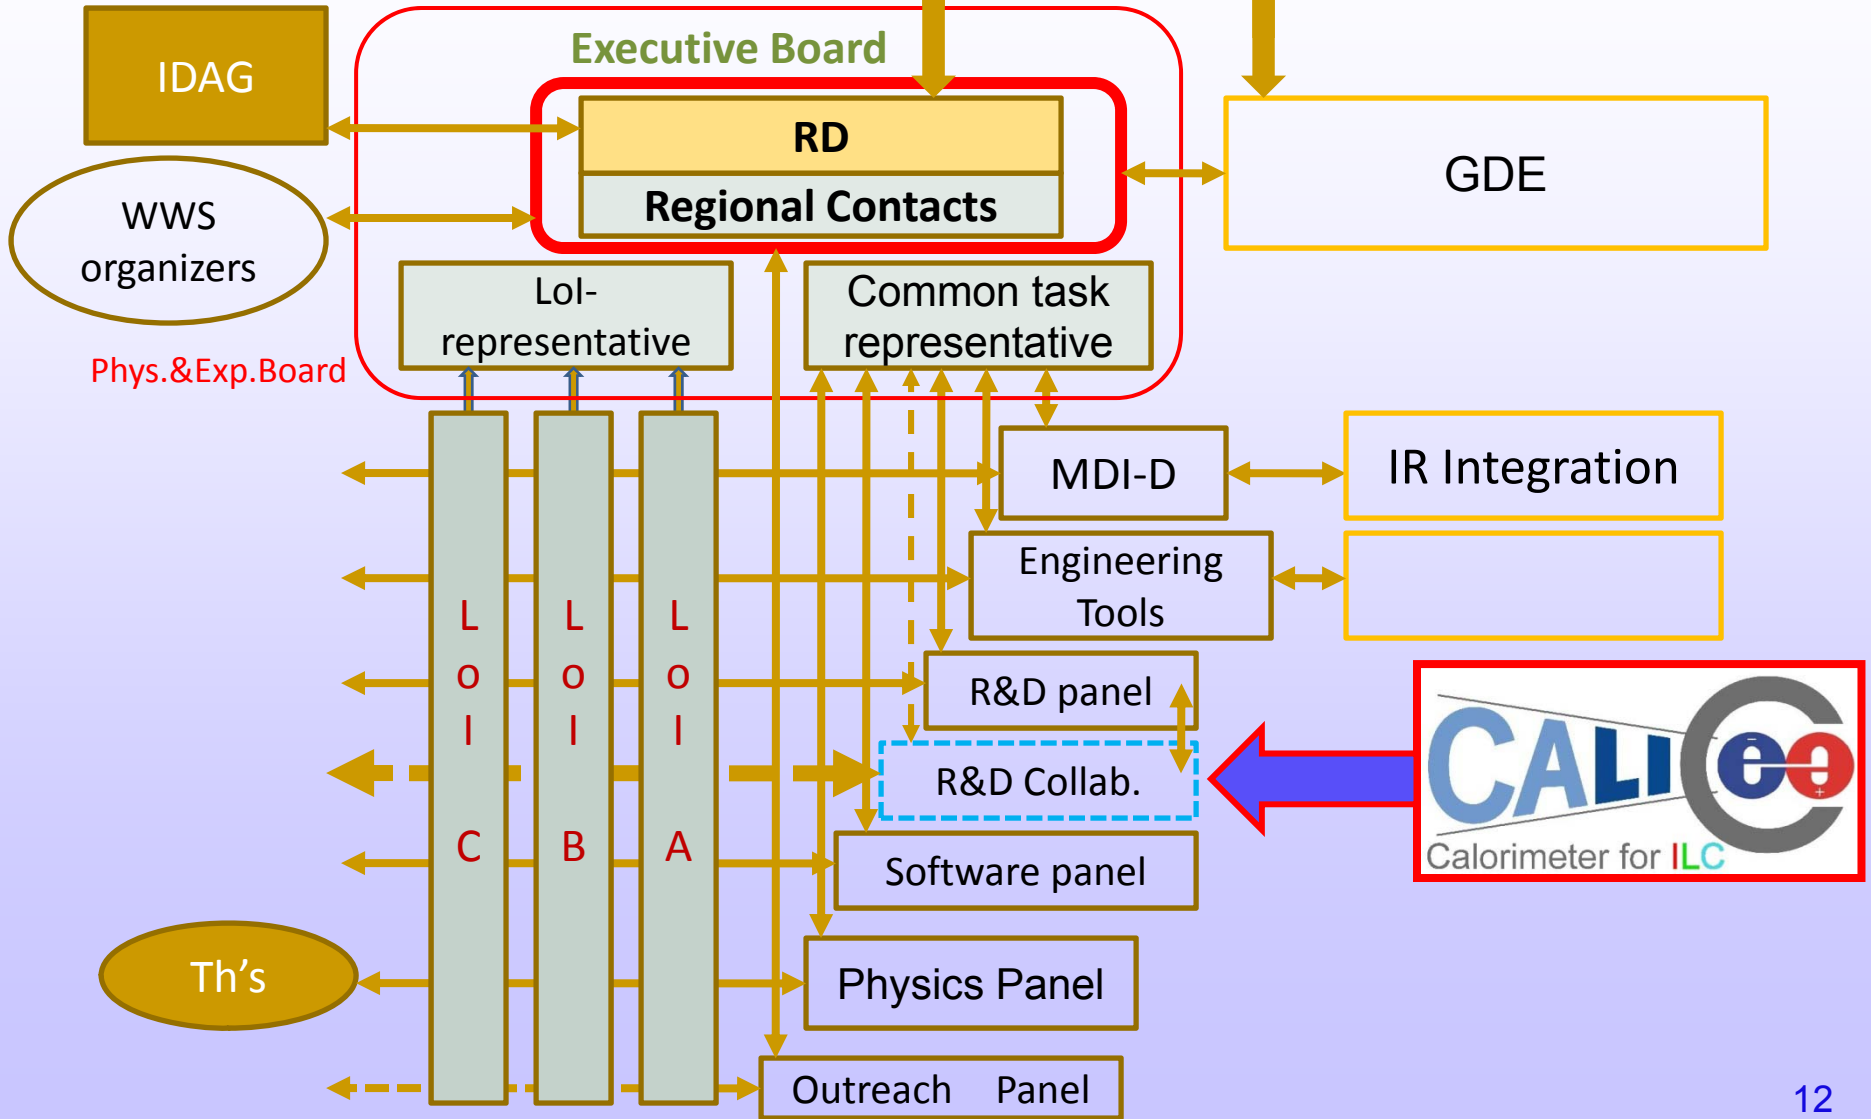 IDAG
Executive Board
RD
Regional Contacts
GDE
WWS
organizers
LoI-
representative
Common task
representative
Phys.&Exp.Board
MDI-D
IR Integration
Engineering
Tools
L
o
I
C
L
o
I
B
L
o
I
A
R&D panel
R&D Collab.
CALICE
e e
- +
Calorimeter for ILC
Software panel
Th's
Physics Panel
Outreach Panel
12